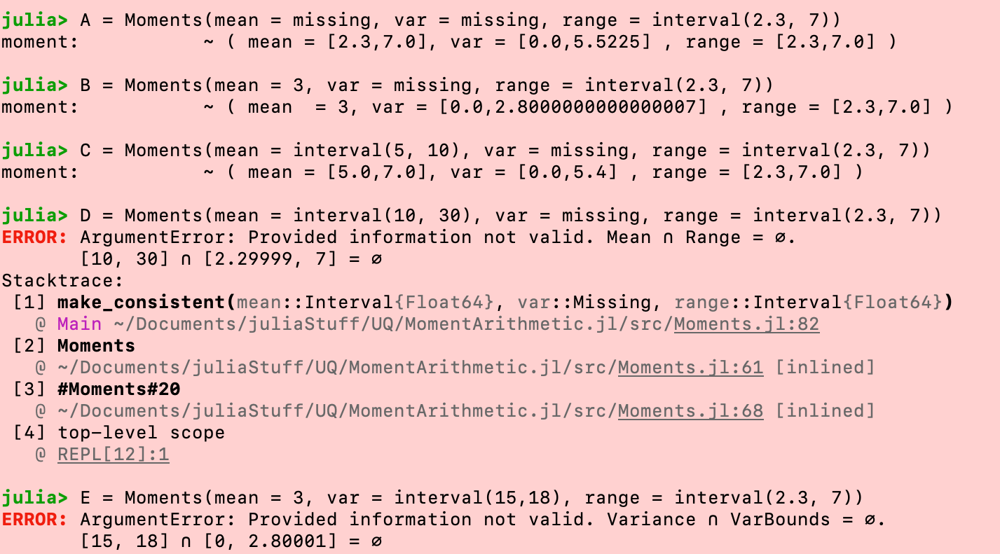 julia> A = Moments(mean = missing, var = missing, range = interval(2.3, 7))
moment:           ~ ( mean = [2.3,7.0], var = [0.0,5.5225] , range = [2.3,7.0] )
julia> B = Moments(mean = 3, var = missing, range = interval(2.3, 7))
moment:           ~ ( mean  = 3, var = [0.0,2.8000000000000007] , range = [2.3,7.0] )
julia> C = Moments(mean = interval(5, 10), var = missing, range = interval(2.3, 7))
moment:           ~ ( mean = [5.0,7.0], var = [0.0,5.4] , range = [2.3,7.0] )
julia> D = Moments(mean = interval(10, 30), var = missing, range = interval(2.3, 7))
ERROR: ArgumentError: Provided information not valid. Mean ∩ Range = ∅.
       [10, 30] ∩ [2.29999, 7] = ∅
Stacktrace:
 [1] make_consistent(mean::Interval{Float64}, var::Missing, range::Interval{Float64})
   @ Main ~/Documents/juliaStuff/UQ/MomentArithmetic.jl/src/Moments.jl:82
 [2] Moments
   @ ~/Documents/juliaStuff/UQ/MomentArithmetic.jl/src/Moments.jl:61 [inlined]
 [3] #Moments#20
   @ ~/Documents/juliaStuff/UQ/MomentArithmetic.jl/src/Moments.jl:68 [inlined]
 [4] top-level scope
   @ REPL[12]:1
julia> E = Moments(mean = 3, var = interval(15,18), range = interval(2.3, 7))
ERROR: ArgumentError: Provided information not valid. Variance ∩ VarBounds = ∅.
       [15, 18] ∩ [0, 2.80001] = ∅